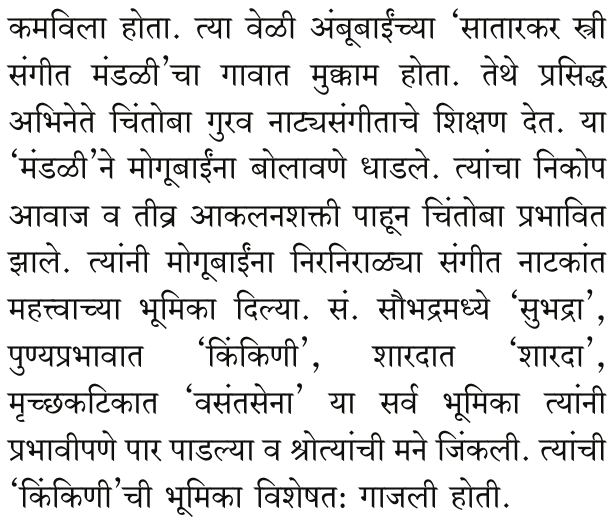 कमविला होता. त्या वेळी अंबूबाईंच्या ‘सातारकर स्त्री
संगीत मंडळी’चा गावात मुक्काम होता. तेथे प्रसिद्ध
अभिनेते चिंतोबा गुरव नाट्यसंगीताचे शिक्षण देत. या
‘मंडळी’ने मोगूबाईंना बोलावणे धाडले. त्यांचा निकोप
आवाज व तीव्र आकलनशक्ती पाहून चिंतोबा प्रभावित
झाले. त्यांनी मोगूबाईंना निरनिराळ्या संगीत नाटकांत
महत्त्वाच्या भूमिका दिल्या. सं. सौभद्रमध्ये ‘सुभद्रा’,
पुण्यप्रभावात ‘किंकिणी’, शारदात ‘शारदा’,
मृच्छकटिकात ‘वसंतसेना’ या सर्व भूमिका त्यांनी
प्रभावीपणे पार पाडल्या व श्रोत्यांची मने जिंकली. त्यांची
‘किंकिणी’ची भूमिका विशेषत: गाजली होती.